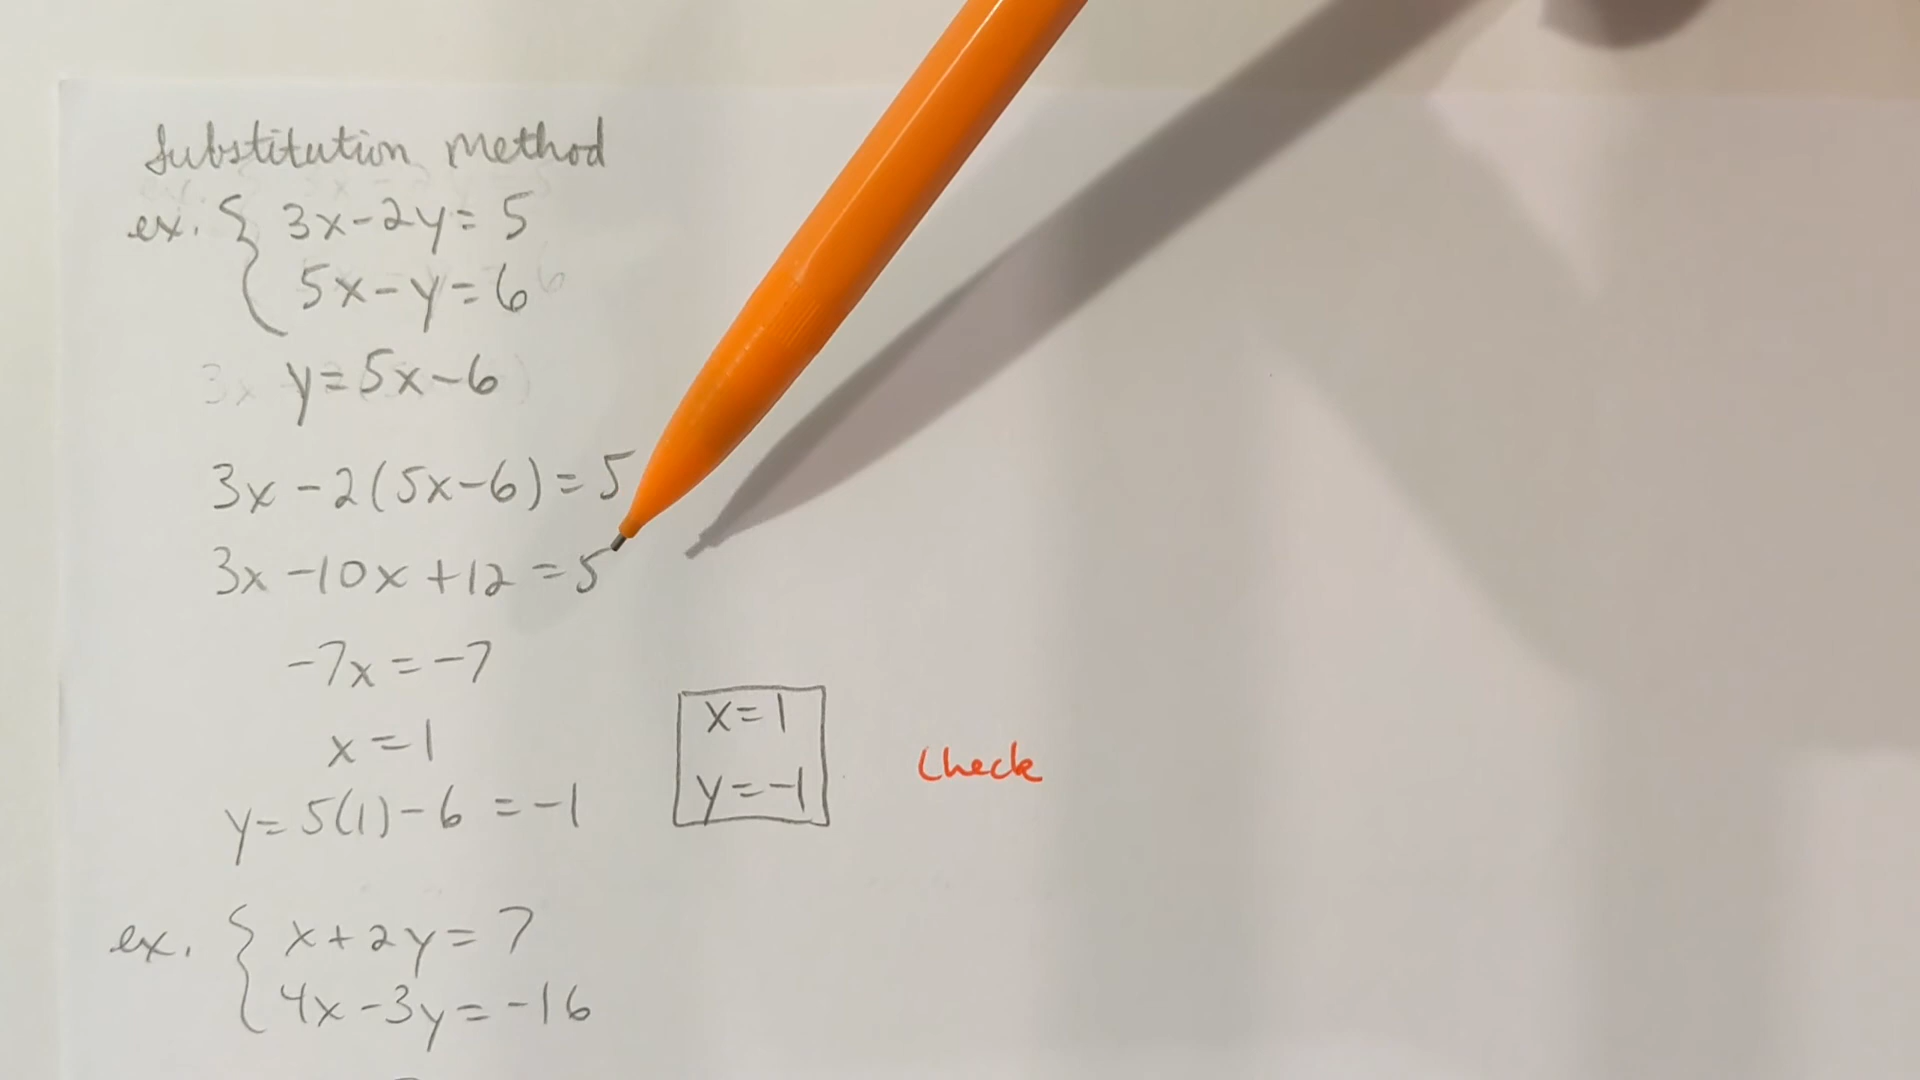 Substitution method
ex. { 3x-2y=5
5x-y=6
y=5x-6
3x-2(5x-6)=5
3x-10x+12=5
-7x=-7
x=1
y=5(1)-6=-1
x=1
y=-1
Check
ex. { x+2y=7
4x-3y=-16